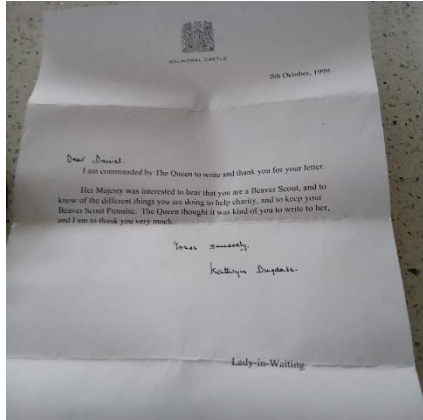 BALMORAL CASTLE
8th October, 1999
Dear Daniel.
I am commanded by The Queen to write and thank you for your letter.
Her Majesty was interested to hear that you are a Beaver Scout, and to
know of the different things you are doing to help charity, and to keep your
Beaver Scout Promise. The Queen thought it was kind of you to write to her,
and I am to thank you very much.
Yours sincerely.
Kathryn Dugdale.
Lady-in-Waiting